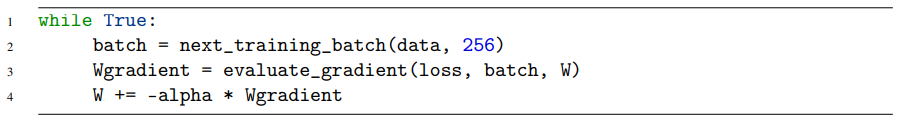 1 while True:
2     batch = next_training_batch(data, 256)
3     Wgradient = evaluate_gradient(loss, batch, W)
4     W += -alpha * Wgradient